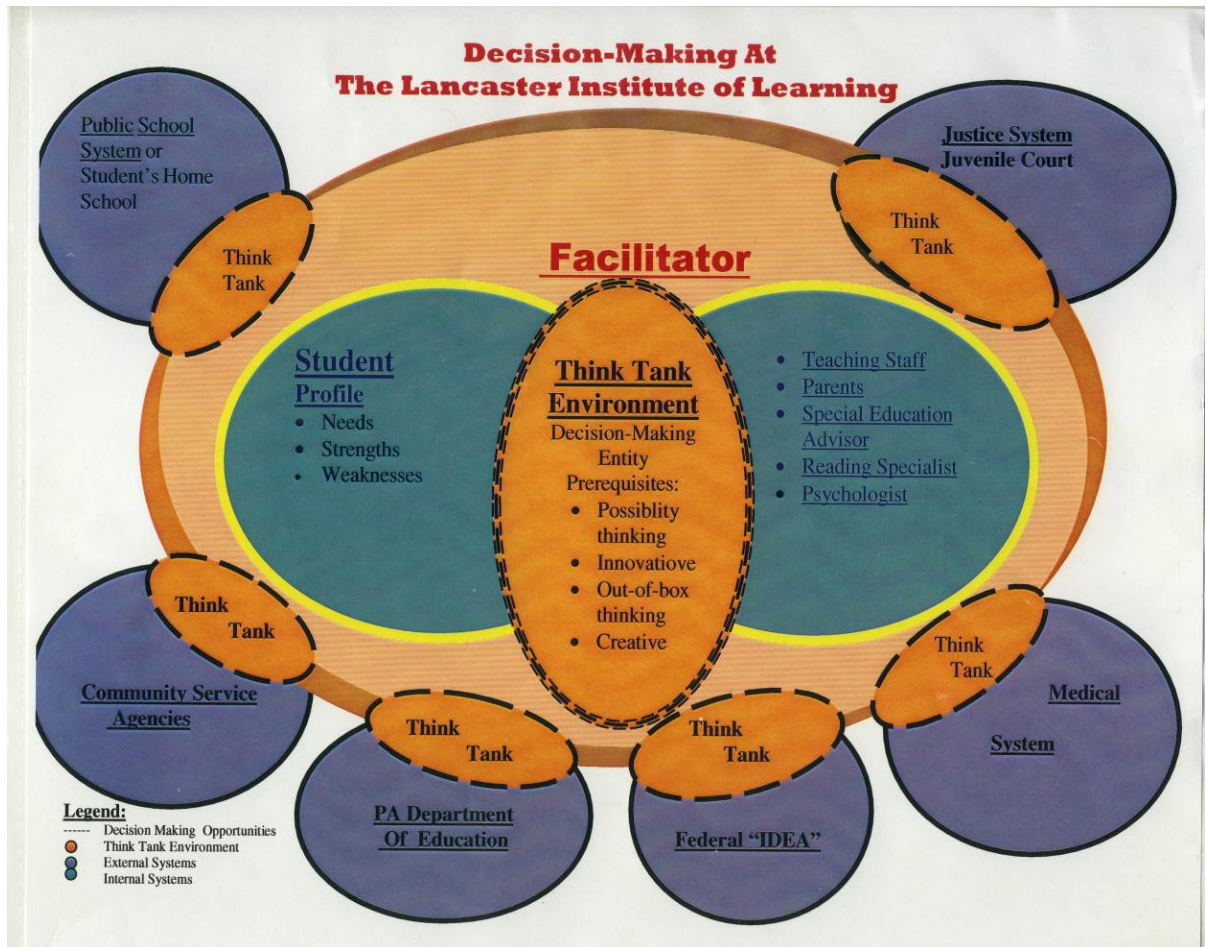 Decision-Making At
The Lancaster Institute of Learning
Public School
System or
Student's Home
School
Think
Tank
Justice System
Juvenile Court
Think
Tank
Facilitator
Student
Profile
• Needs
• Strengths
• Weaknesses
Think Tank
Environment
Decision-Making
Entity
Prerequisites:
• Possiblity
thinking
• Innovatiove
• Out-of-box
thinking
• Creative
• Teaching Staff
• Parents
• Special Education
Advisor
• Reading Specialist
• Psychologist
Think
Tank
Community Service
Agencies
Think
Tank
PA Department
Of Education
Think
Tank
Federal “IDEA”
Think
Tank
Medical
System
Legend:
------ Decision Making Opportunities
Think Tank Environment
External Systems
Internal Systems